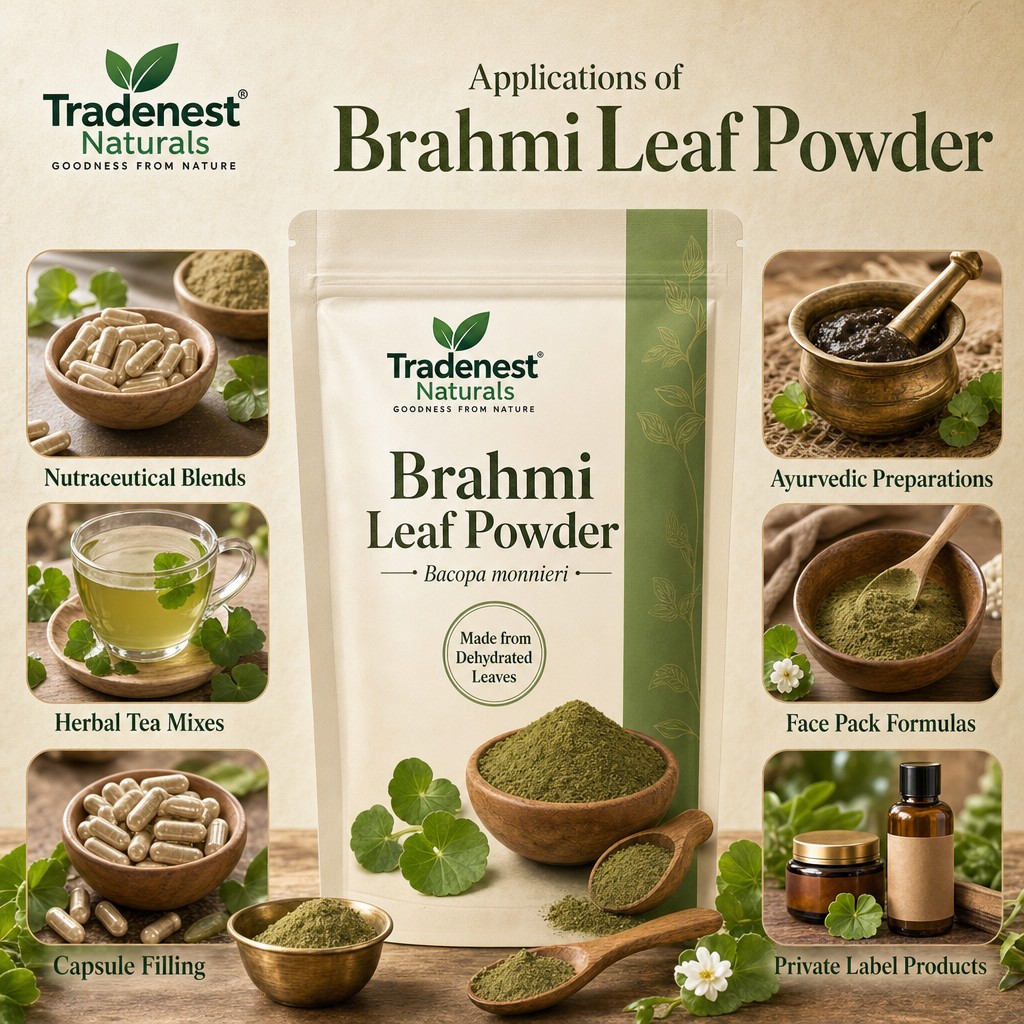 Tradenest®
Naturals
GOODNESS FROM NATURE
Applications of
Brahmi Leaf Powder
Tradenest®
Naturals
GOODNESS FROM NATURE
Brahmi
Leaf Powder
Bacopa monnieri
Made from
Dehydrated
Leaves
Nutraceutical Blends
Herbal Tea Mixes
Capsule Filling
Ayurvedic Preparations
Face Pack Formulas
Private Label Products